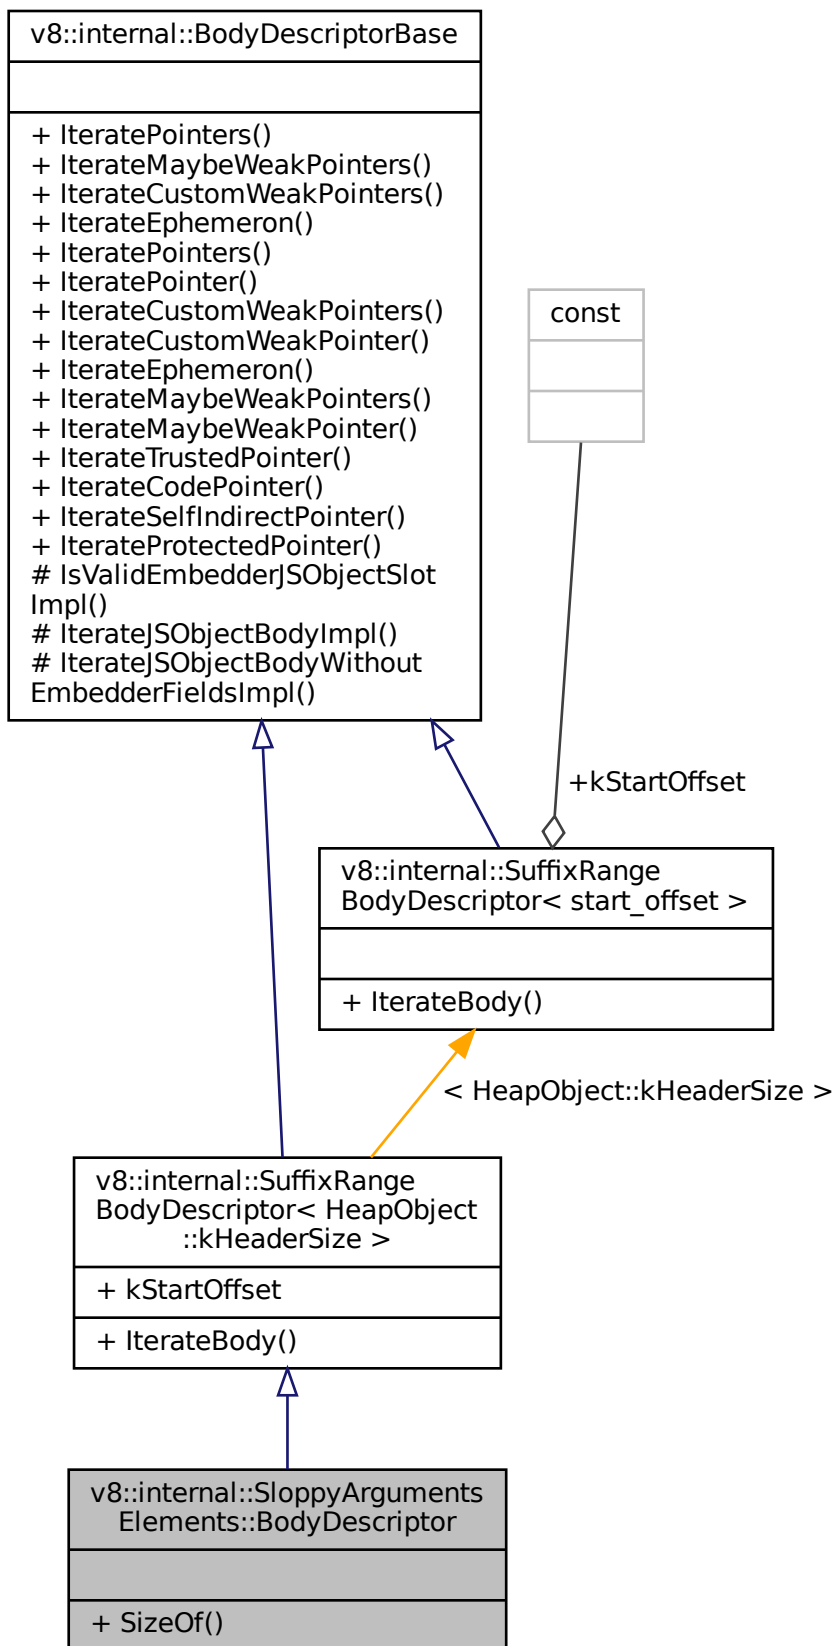 v8::internal::BodyDescriptorBase
+ IteratePointers()
+ IterateMaybeWeakPointers()
+ IterateCustomWeakPointers()
+ IterateEphemeron()
+ IteratePointers()
+ IteratePointer()
+ IterateCustomWeakPointers()
+ IterateCustomWeakPointer()
+ IterateEphemeron()
+ IterateMaybeWeakPointers()
+ IterateMaybeWeakPointer()
+ IterateTrustedPointer()
+ IterateCodePointer()
+ IterateSelfIndirectPointer()
+ IterateProtectedPointer()
# IsValidEmbedderJSObjectSlot
Impl()
# IterateJSObjectBodyImpl()
# IterateJSObjectBodyWithout
EmbedderFieldsImpl()
const
+kStartOffset
v8::internal::SuffixRange
BodyDescriptor< start_offset >
+ IterateBody()
< HeapObject::kHeaderSize >
v8::internal::SuffixRange
BodyDescriptor< HeapObject
::kHeaderSize >
+ kStartOffset
+ IterateBody()
v8::internal::SloppyArguments
Elements::BodyDescriptor
+ SizeOf()